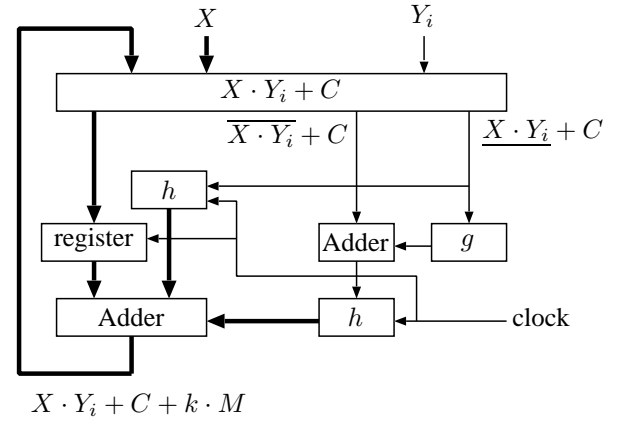 X
Y_i
X · Y_i + C
\overline{X · Y_i} + C
\underline{X · Y_i} + C
h
register
Adder
g
Adder
h
clock
X · Y_i + C + k · M